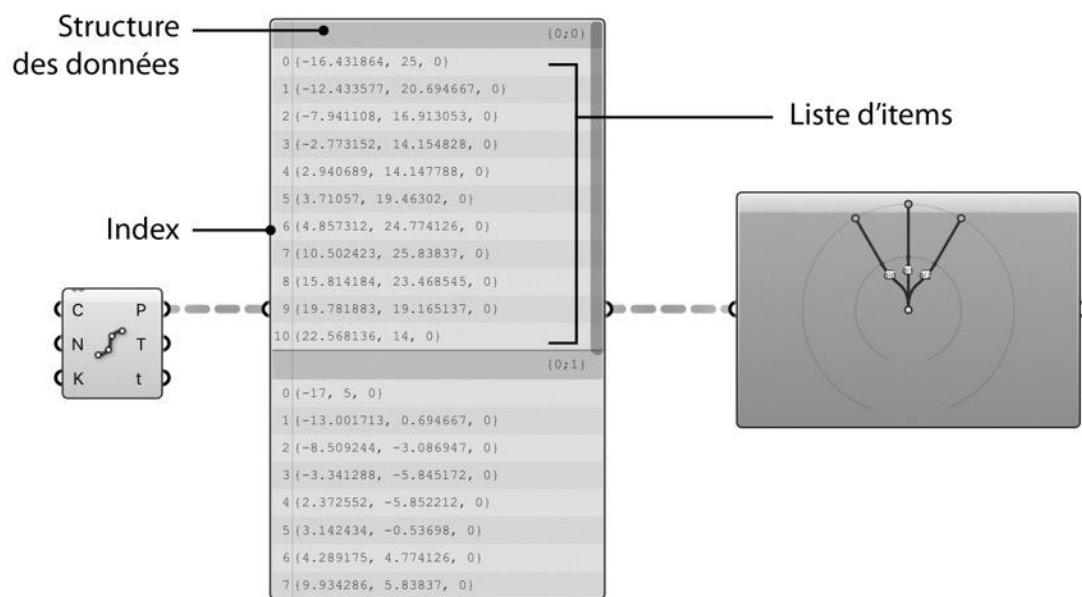 Structure
des données
{0;0}
0 {-16.431864, 25, 0}
1 {-12.433577, 20.694667, 0}
2 {-7.941108, 16.913053, 0}
3 {-2.773152, 14.154828, 0}
4 {2.940689, 14.147788, 0}
5 {3.71057, 19.46302, 0}
6 {4.857312, 24.774126, 0}
7 {10.502423, 25.83837, 0}
8 {15.814184, 23.468545, 0}
9 {19.781883, 19.165137, 0}
10 {22.568136, 14, 0}
Liste d'items
Index
C P
N T
K t
{0;1}
0 {-17, 5, 0}
1 {-13.001713, 0.694667, 0}
2 {-8.509244, -3.086947, 0}
3 {-3.341288, -5.845172, 0}
4 {2.372552, -5.852212, 0}
5 {3.142434, -0.53698, 0}
6 {4.289175, 4.774126, 0}
7 {9.934286, 5.83837, 0}